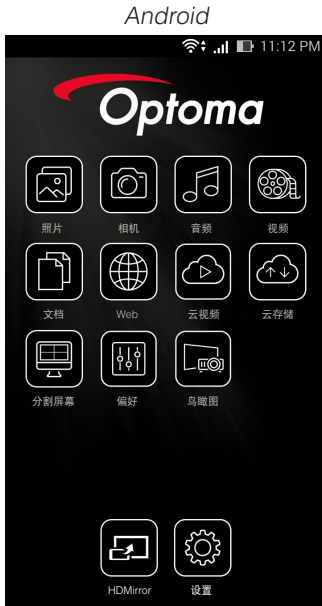 Android
11:12 PM
Optoma
照片 相机 音频 视频
文档 Web 云视频 云存储
分割屏幕 偏好 鸟瞰图
HDMirror 设置